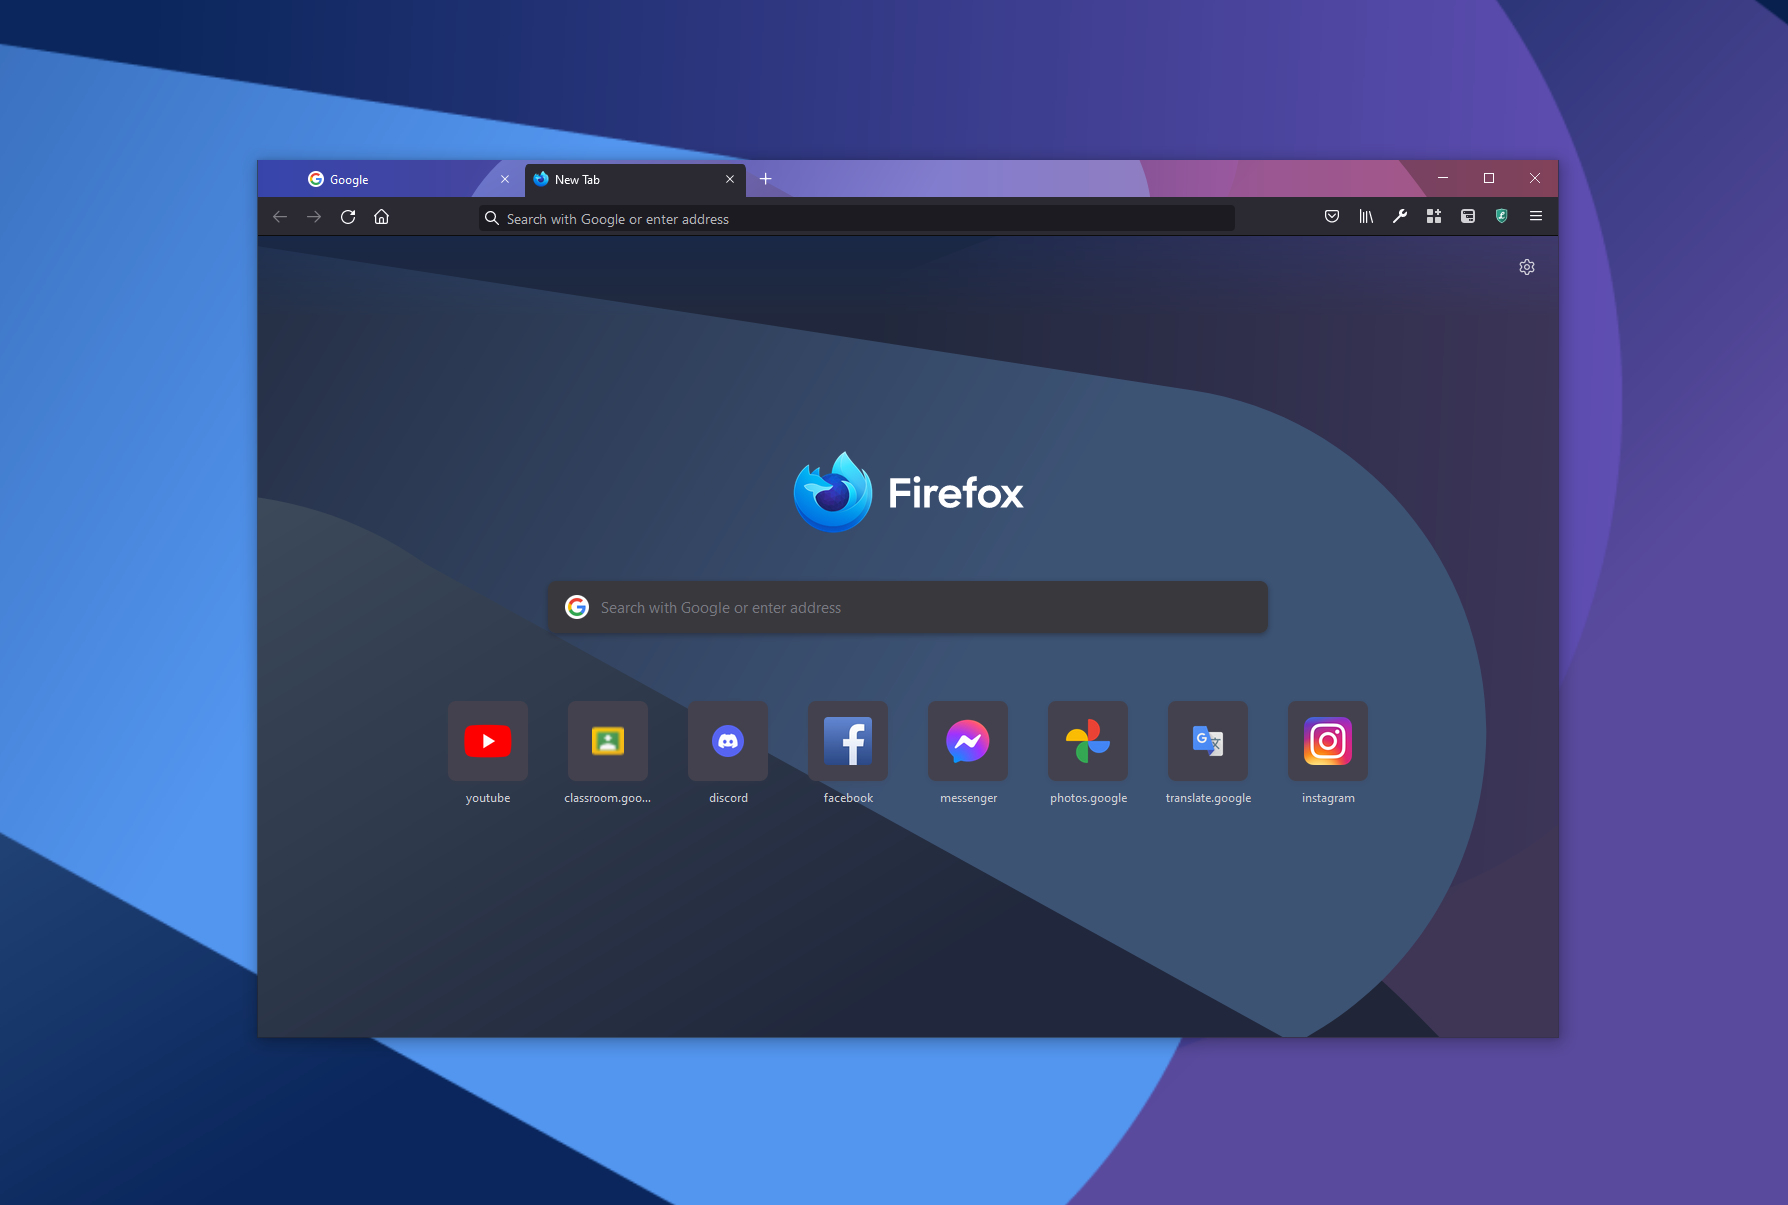 Google
New Tab
Search with Google or enter address
Firefox
Search with Google or enter address
youtube
classroom.goo...
discord
facebook
messenger
photos.google
translate.google
instagram